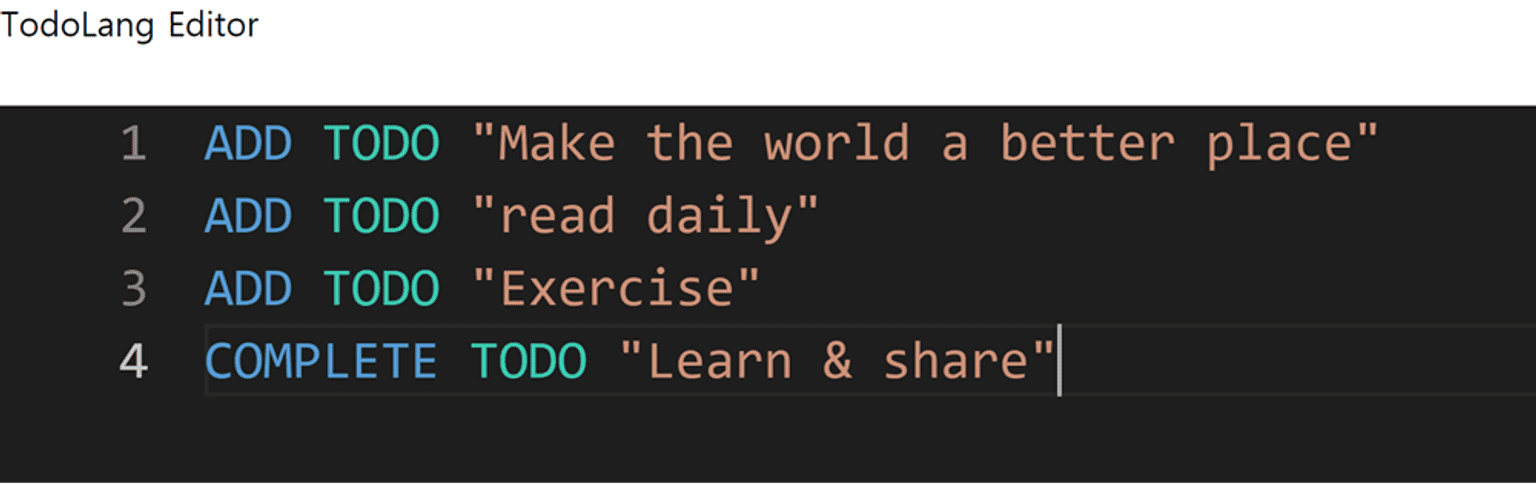 TodoLang Editor
1 ADD TODO "Make the world a better place"
2 ADD TODO "read daily"
3 ADD TODO "Exercise"
4 COMPLETE TODO "Learn & share"